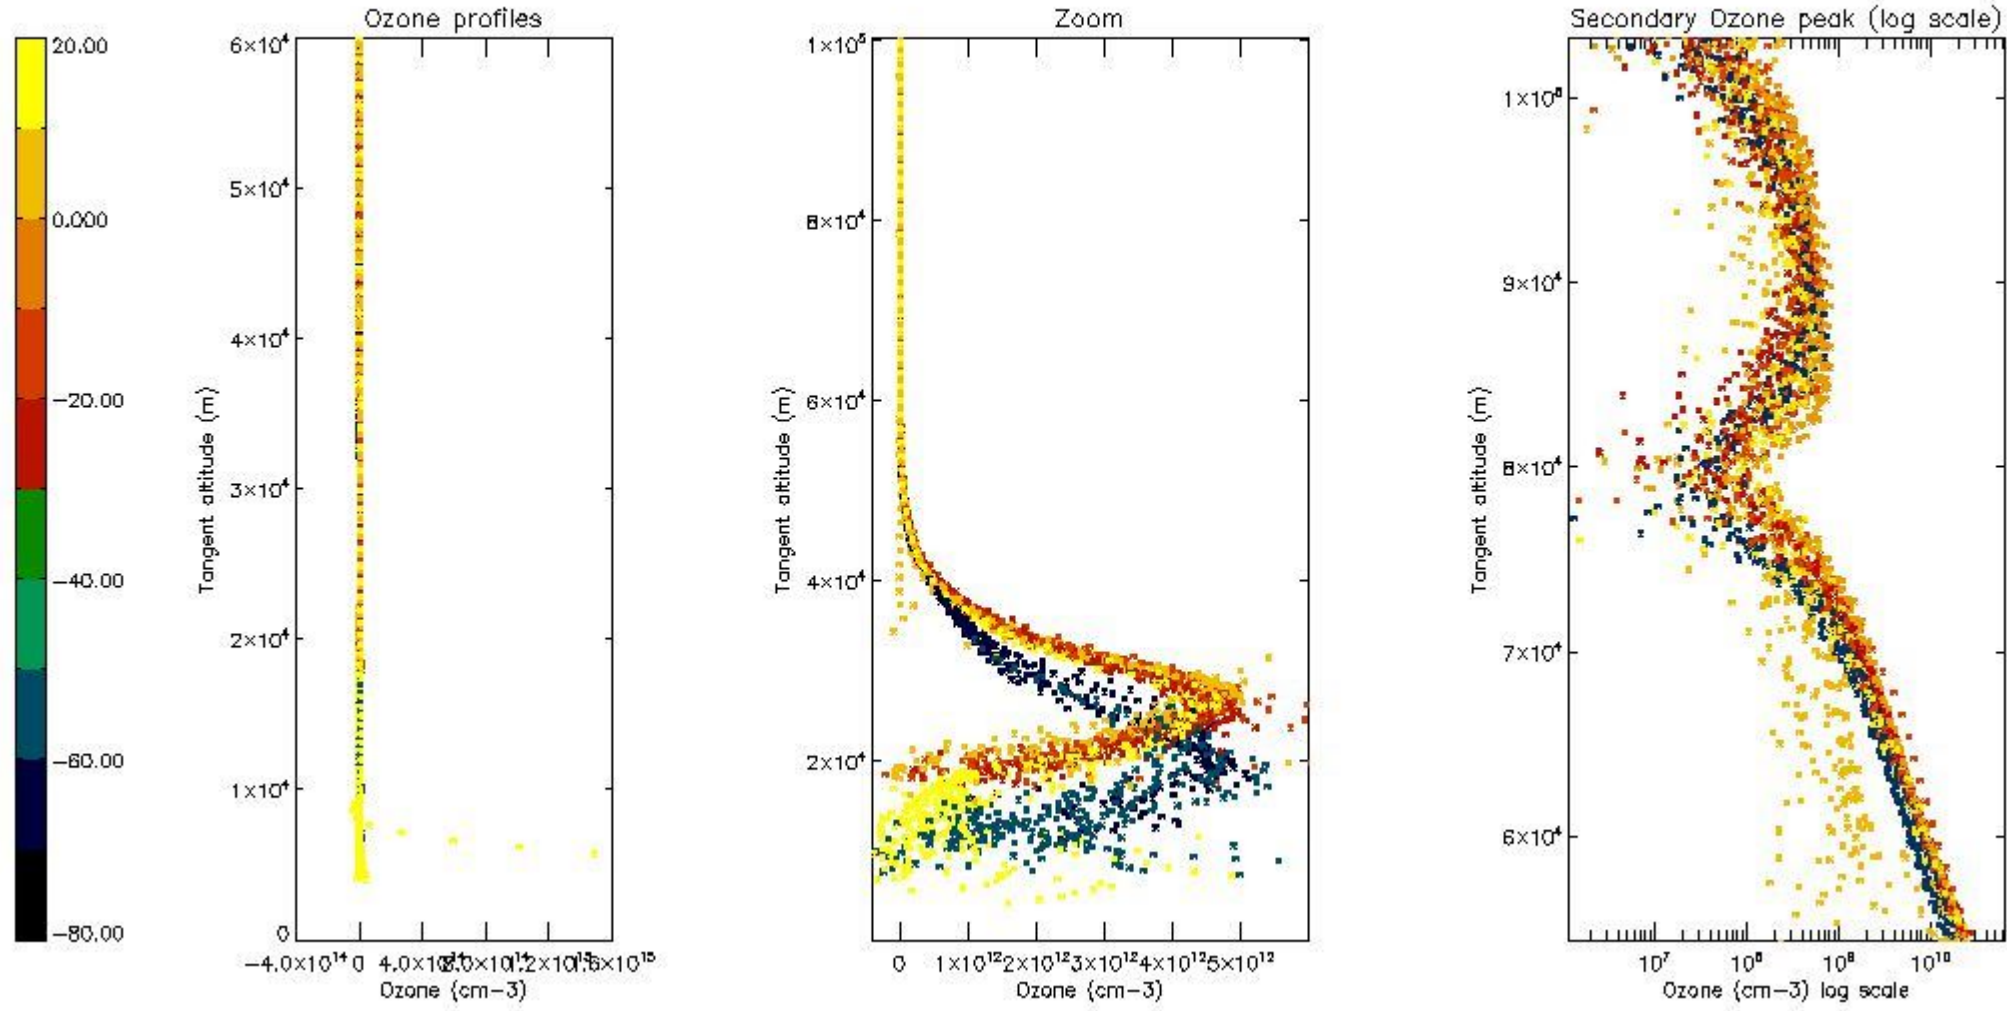 Ozone profiles
Zoom
Secondary Ozone peak (log scale)
20.00
0.000
−20.00
−40.00
−60.00
−80.00
6×10⁴
5×10⁴
4×10⁴
3×10⁴
2×10⁴
1×10⁴
0
Tangent altitude (m)
−4.0×10¹⁴ 0
1.6×10¹⁵
Ozone (cm−3)
1×10⁵
8×10⁴
6×10⁴
4×10⁴
2×10⁴
Tangent altitude (m)
0 1×10¹² 2×10¹² 3×10¹² 4×10¹² 5×10¹²
Ozone (cm−3)
9×10⁴
8×10⁴
7×10⁴
6×10⁴
Tangent altitude (m)
10⁷ 10⁸ 10⁹ 10¹⁰
Ozone (cm−3) log scale